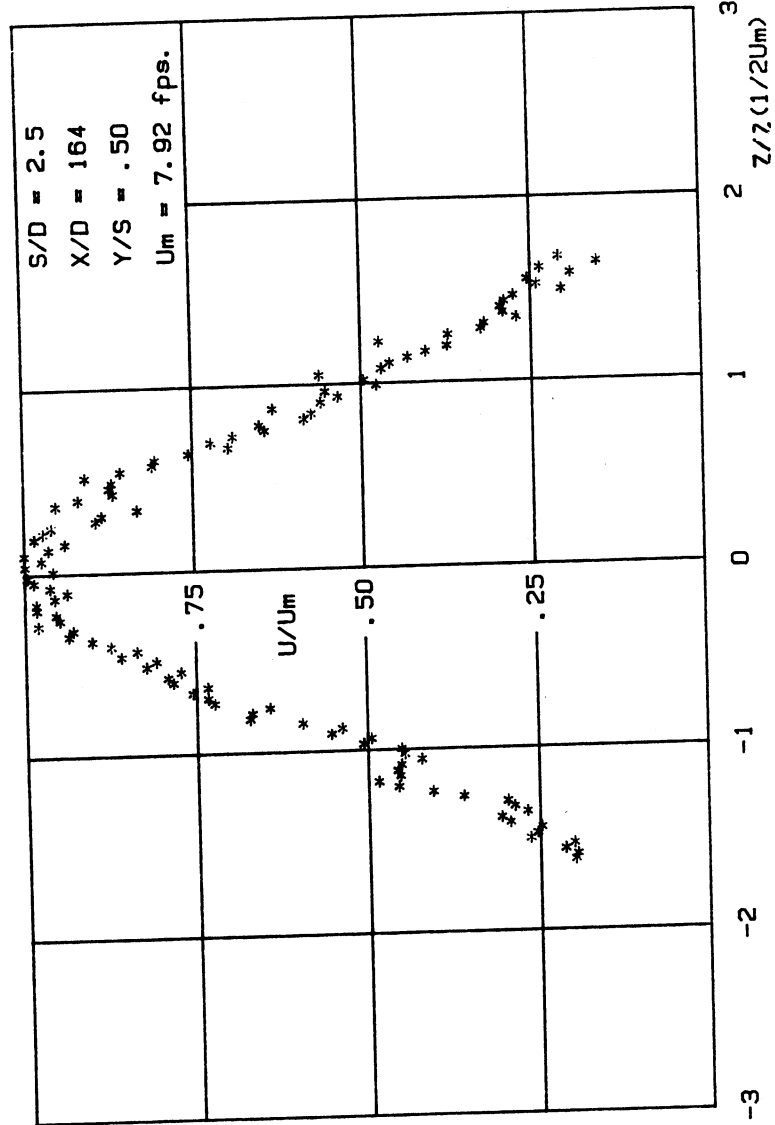 S/D = 2.5
X/D = 164
Y/S = .50
Um = 7.92 fps.
.75
U/Um
.50
.25
-3
-2
-1
0
1
2
3
Z/Z(1/2Um)